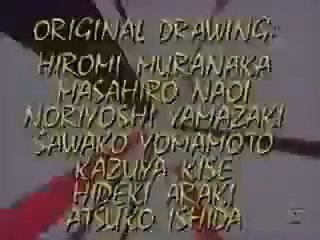 ORIGINAL DRAWING:
HIROMI MURANAKA
MASAHIRO NAOI
NORIYOSHI YAMAZAKI
SAWAKO YOMAMOTO
KAZUYA KISE
HIDEKI ARAKI
ATSUKO ISHIDA